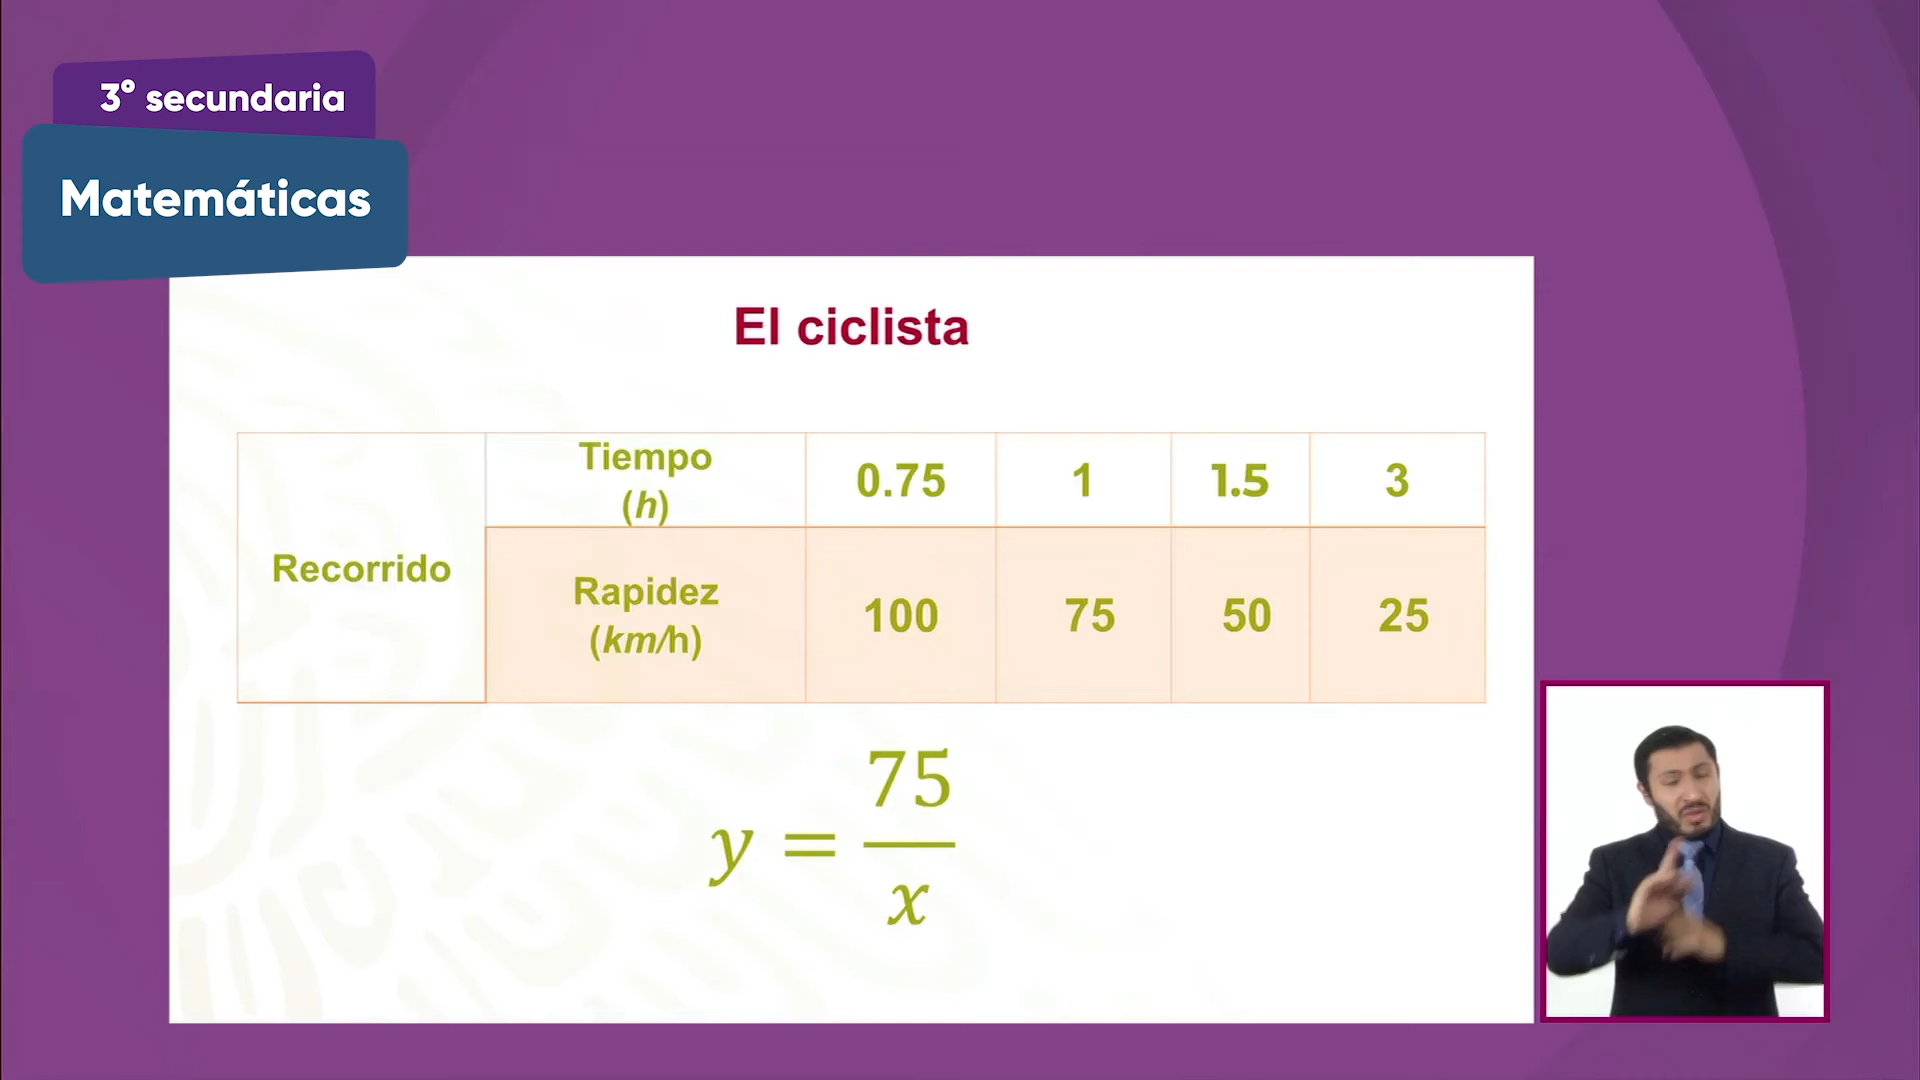 3° secundaria
Matemáticas
El ciclista
Recorrido
Tiempo
(h)
0.75 1 1.5 3
Rapidez
(km/h)
100 75 50 25
y = 75/x